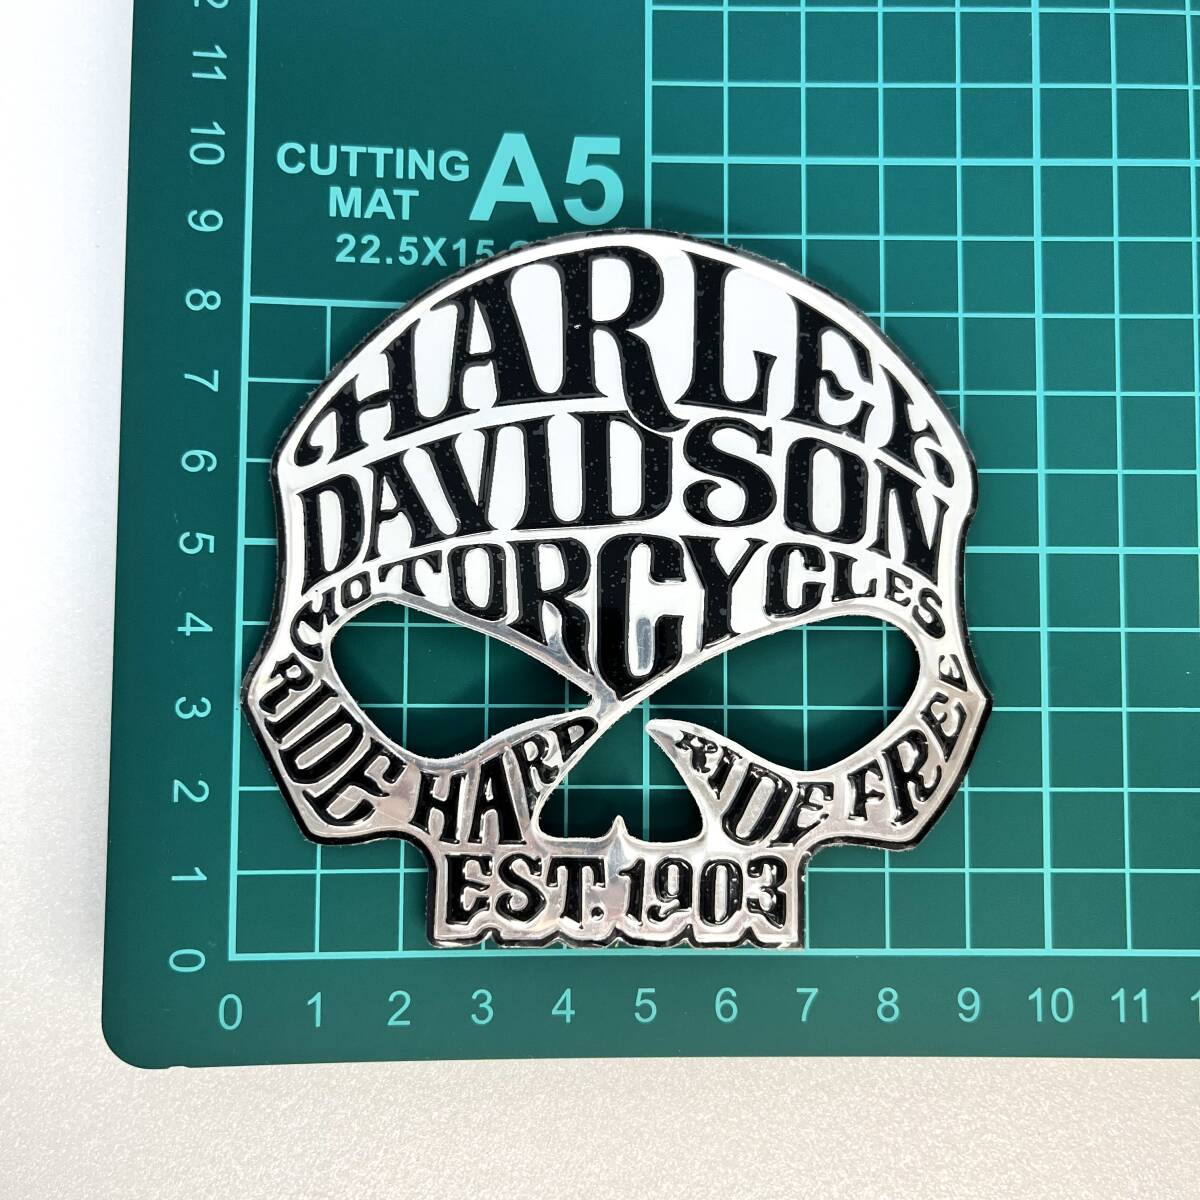 CUTTING
MAT A5
22.5X15
HARLEY
DAVIDSON
MOTORCYCLES
RIDE HARD RIDE FREE
EST. 1903
11
10
9
8
7
6
5
4
3
2
1
0
0 1 2 3 4 5 6 7 8 9 10 11